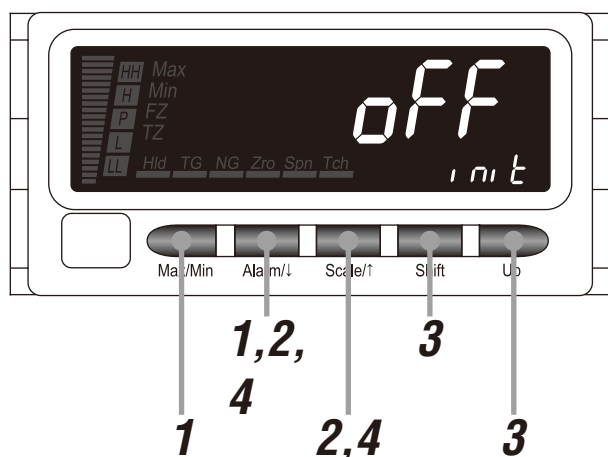 HH Max
H Min
P FZ
L TZ
LL Hld TG NG Zro Spn Tch
oFF
init
Max/Min Alarm/↓ Scale/↑ Shift Up
1,2,
4
3
1
2,4
3